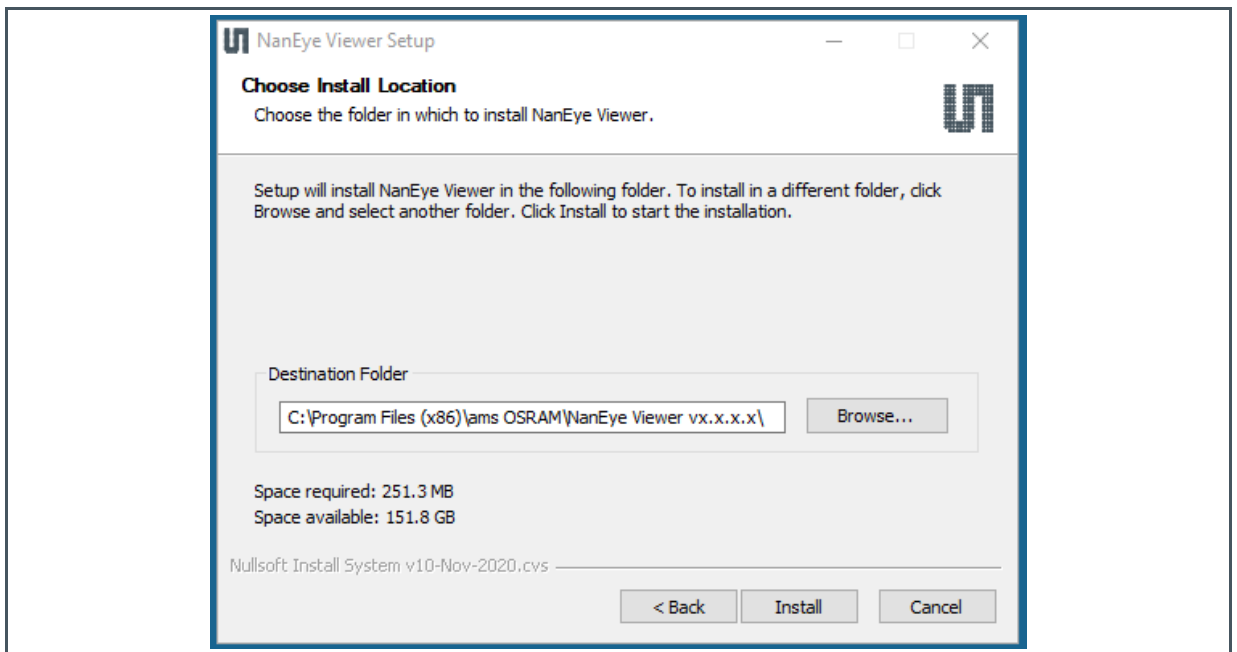 NanEye Viewer Setup
Choose Install Location
Choose the folder in which to install NanEye Viewer.
Setup will install NanEye Viewer in the following folder. To install in a different folder, click
Browse and select another folder. Click Install to start the installation.
Destination Folder
C:\Program Files (x86)\ams OSRAM\NanEye Viewer vx.x.x.x\
Browse...
Space required: 251.3 MB
Space available: 151.8 GB
Nullsoft Install System v10-Nov-2020.cvs
< Back
Install
Cancel